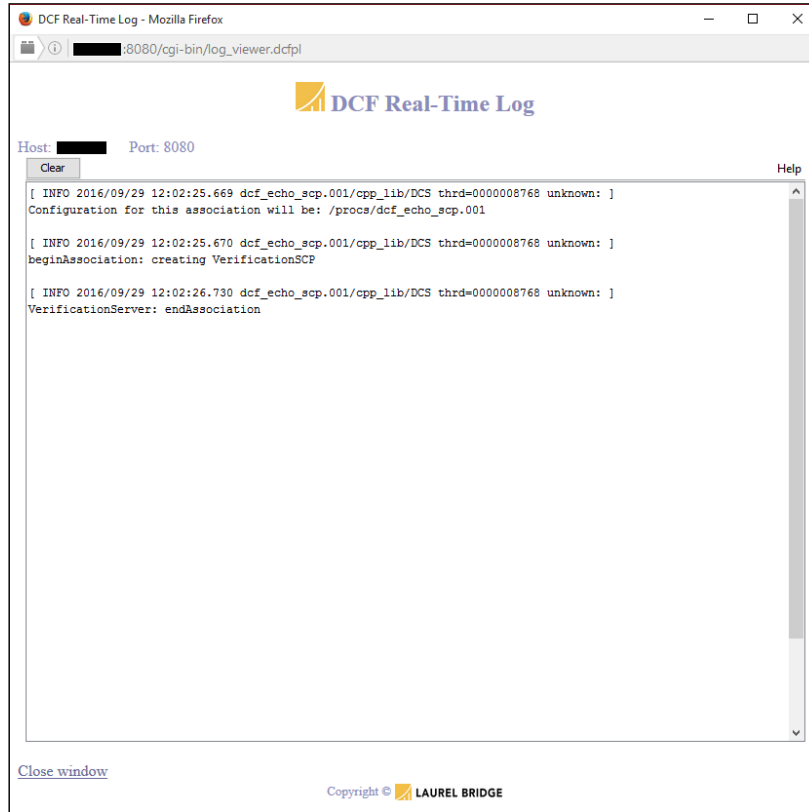 DCF Real-Time Log - Mozilla Firefox
:8080/cgi-bin/log_viewer.dcfpl
DCF Real-Time Log
Host: Port: 8080
Clear Help
[ INFO 2016/09/29 12:02:25.669 dcf_echo_scp.001/cpp_lib/DCS thrd=0000008768 unknown: ]
Configuration for this association will be: /procs/dcf_echo_scp.001
[ INFO 2016/09/29 12:02:25.670 dcf_echo_scp.001/cpp_lib/DCS thrd=0000008768 unknown: ]
beginAssociation: creating VerificationSCP
[ INFO 2016/09/29 12:02:26.730 dcf_echo_scp.001/cpp_lib/DCS thrd=0000008768 unknown: ]
VerificationServer: endAssociation
Close window
Copyright © LAUREL BRIDGE